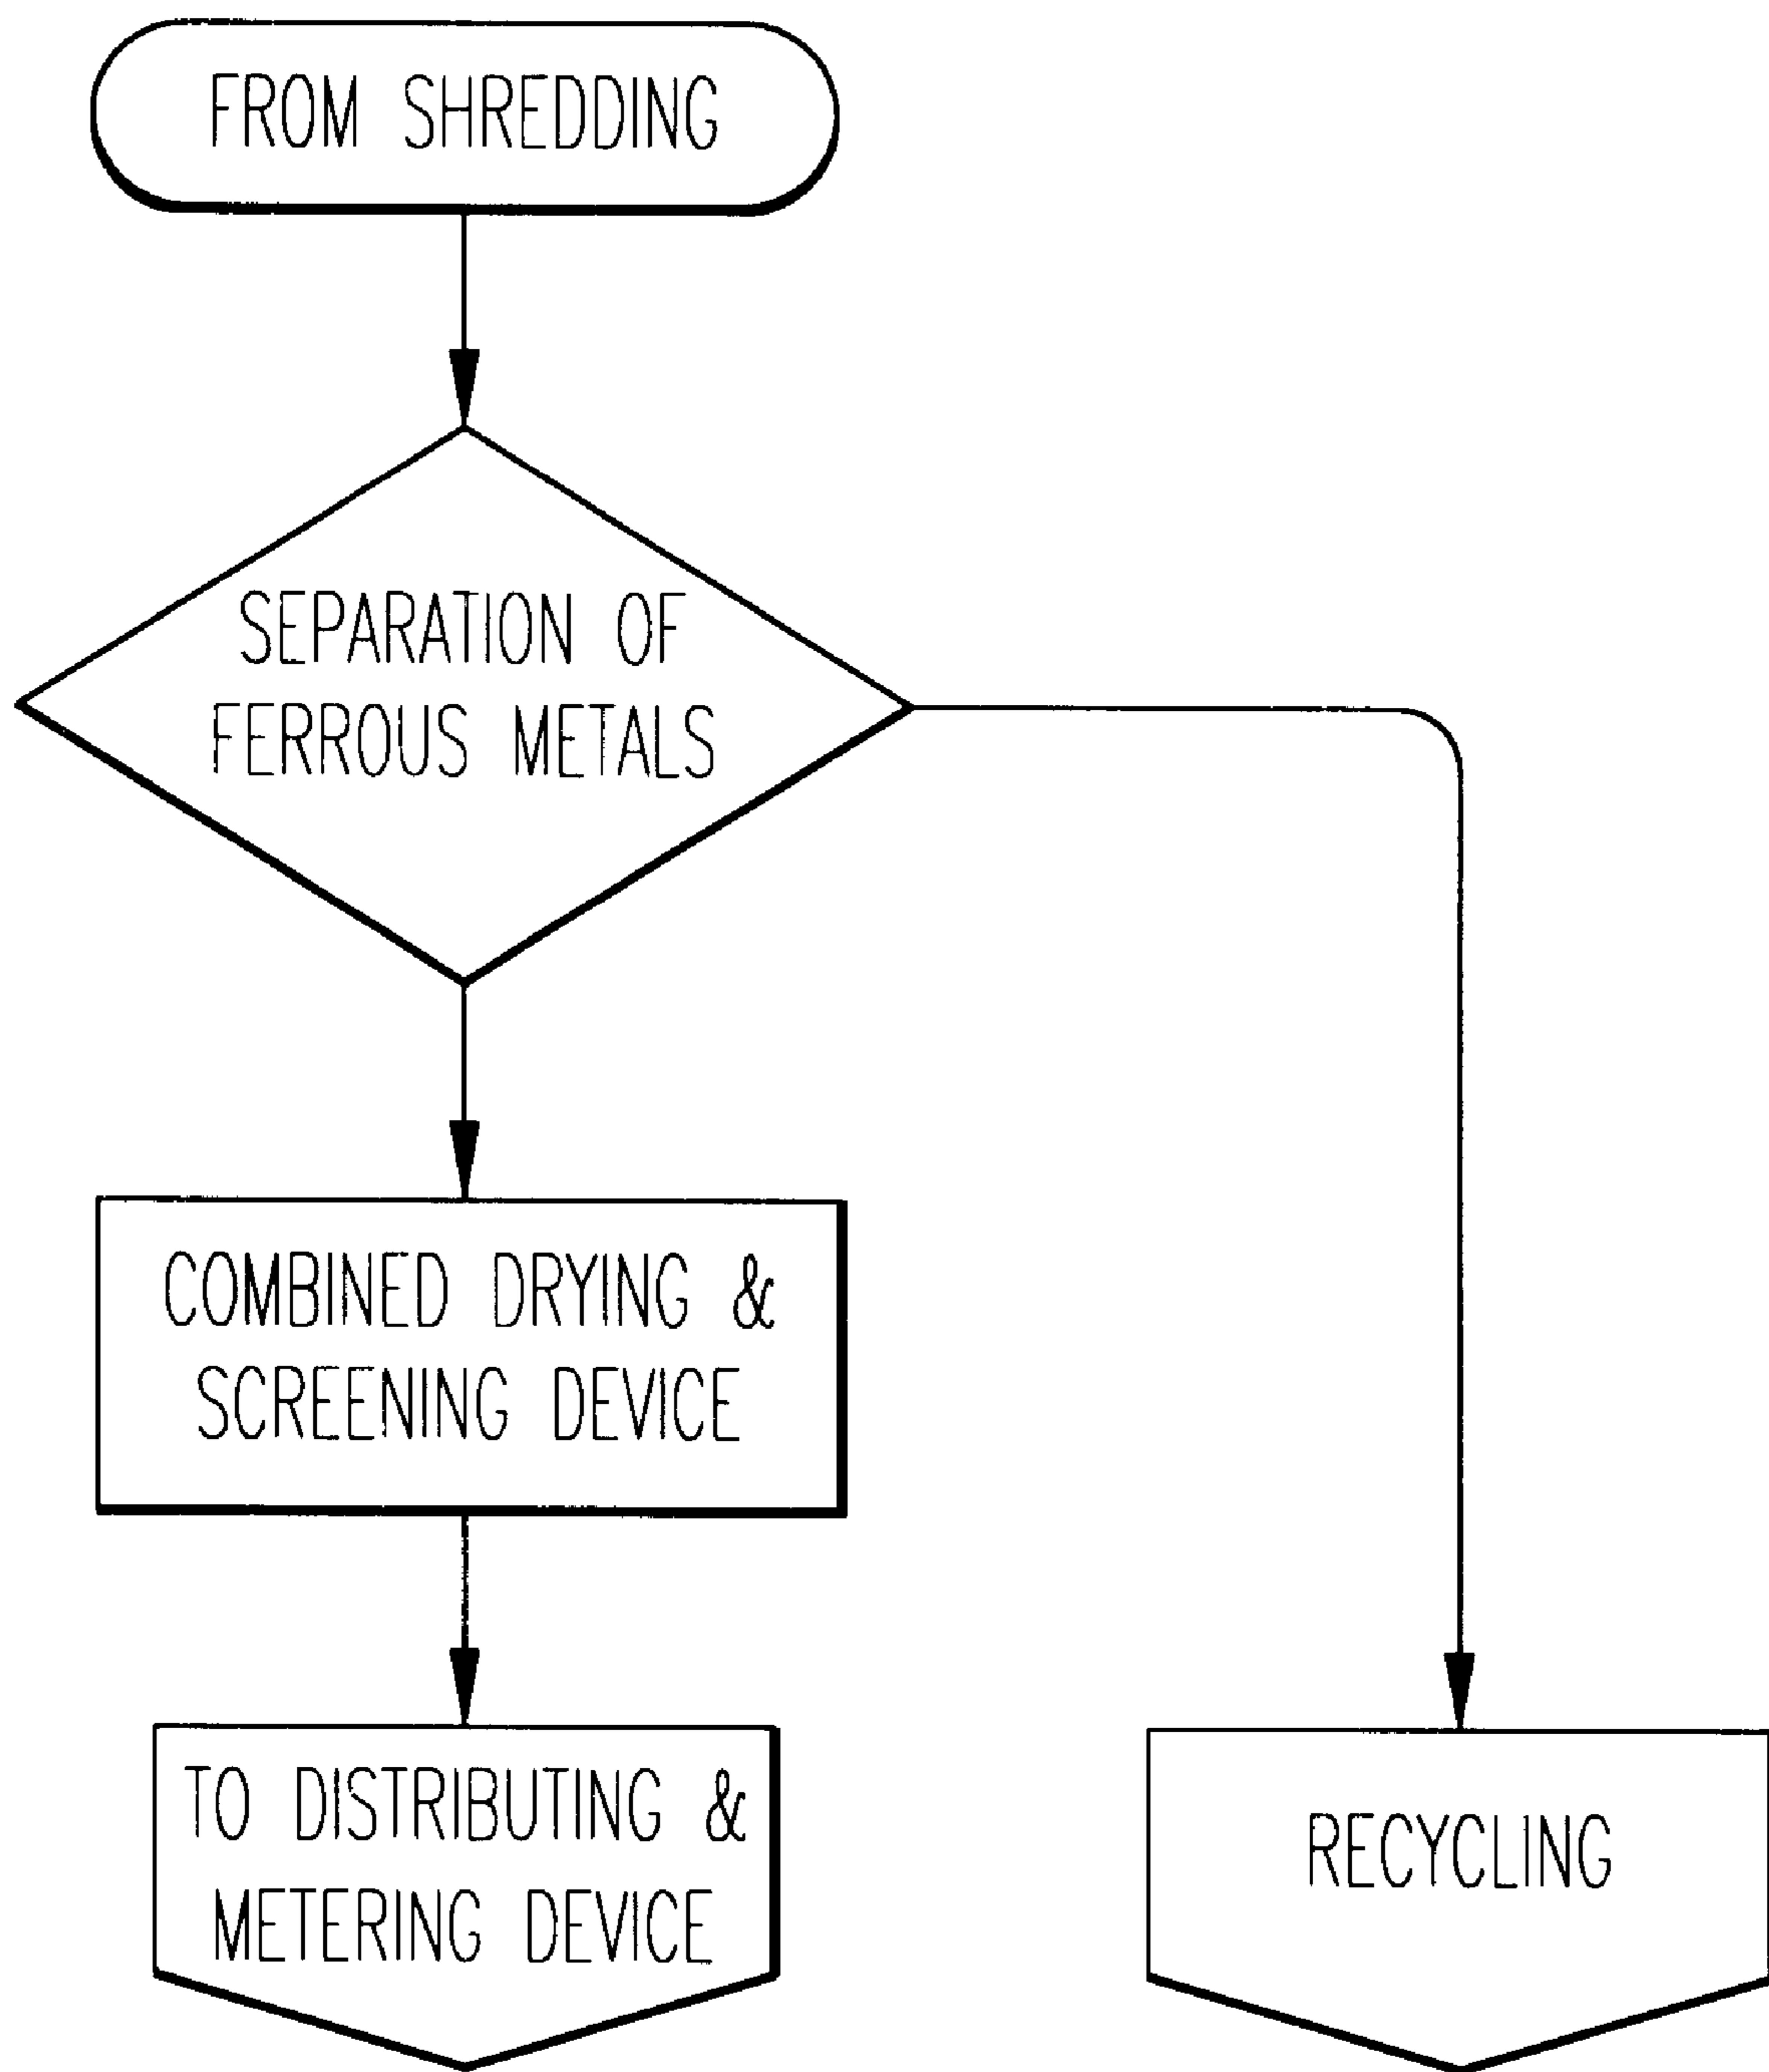 FROM SHREDDING
SEPARATION OF
FERROUS METALS
COMBINED DRYING &
SCREENING DEVICE
TO DISTRIBUTING &
METERING DEVICE
RECYCLING